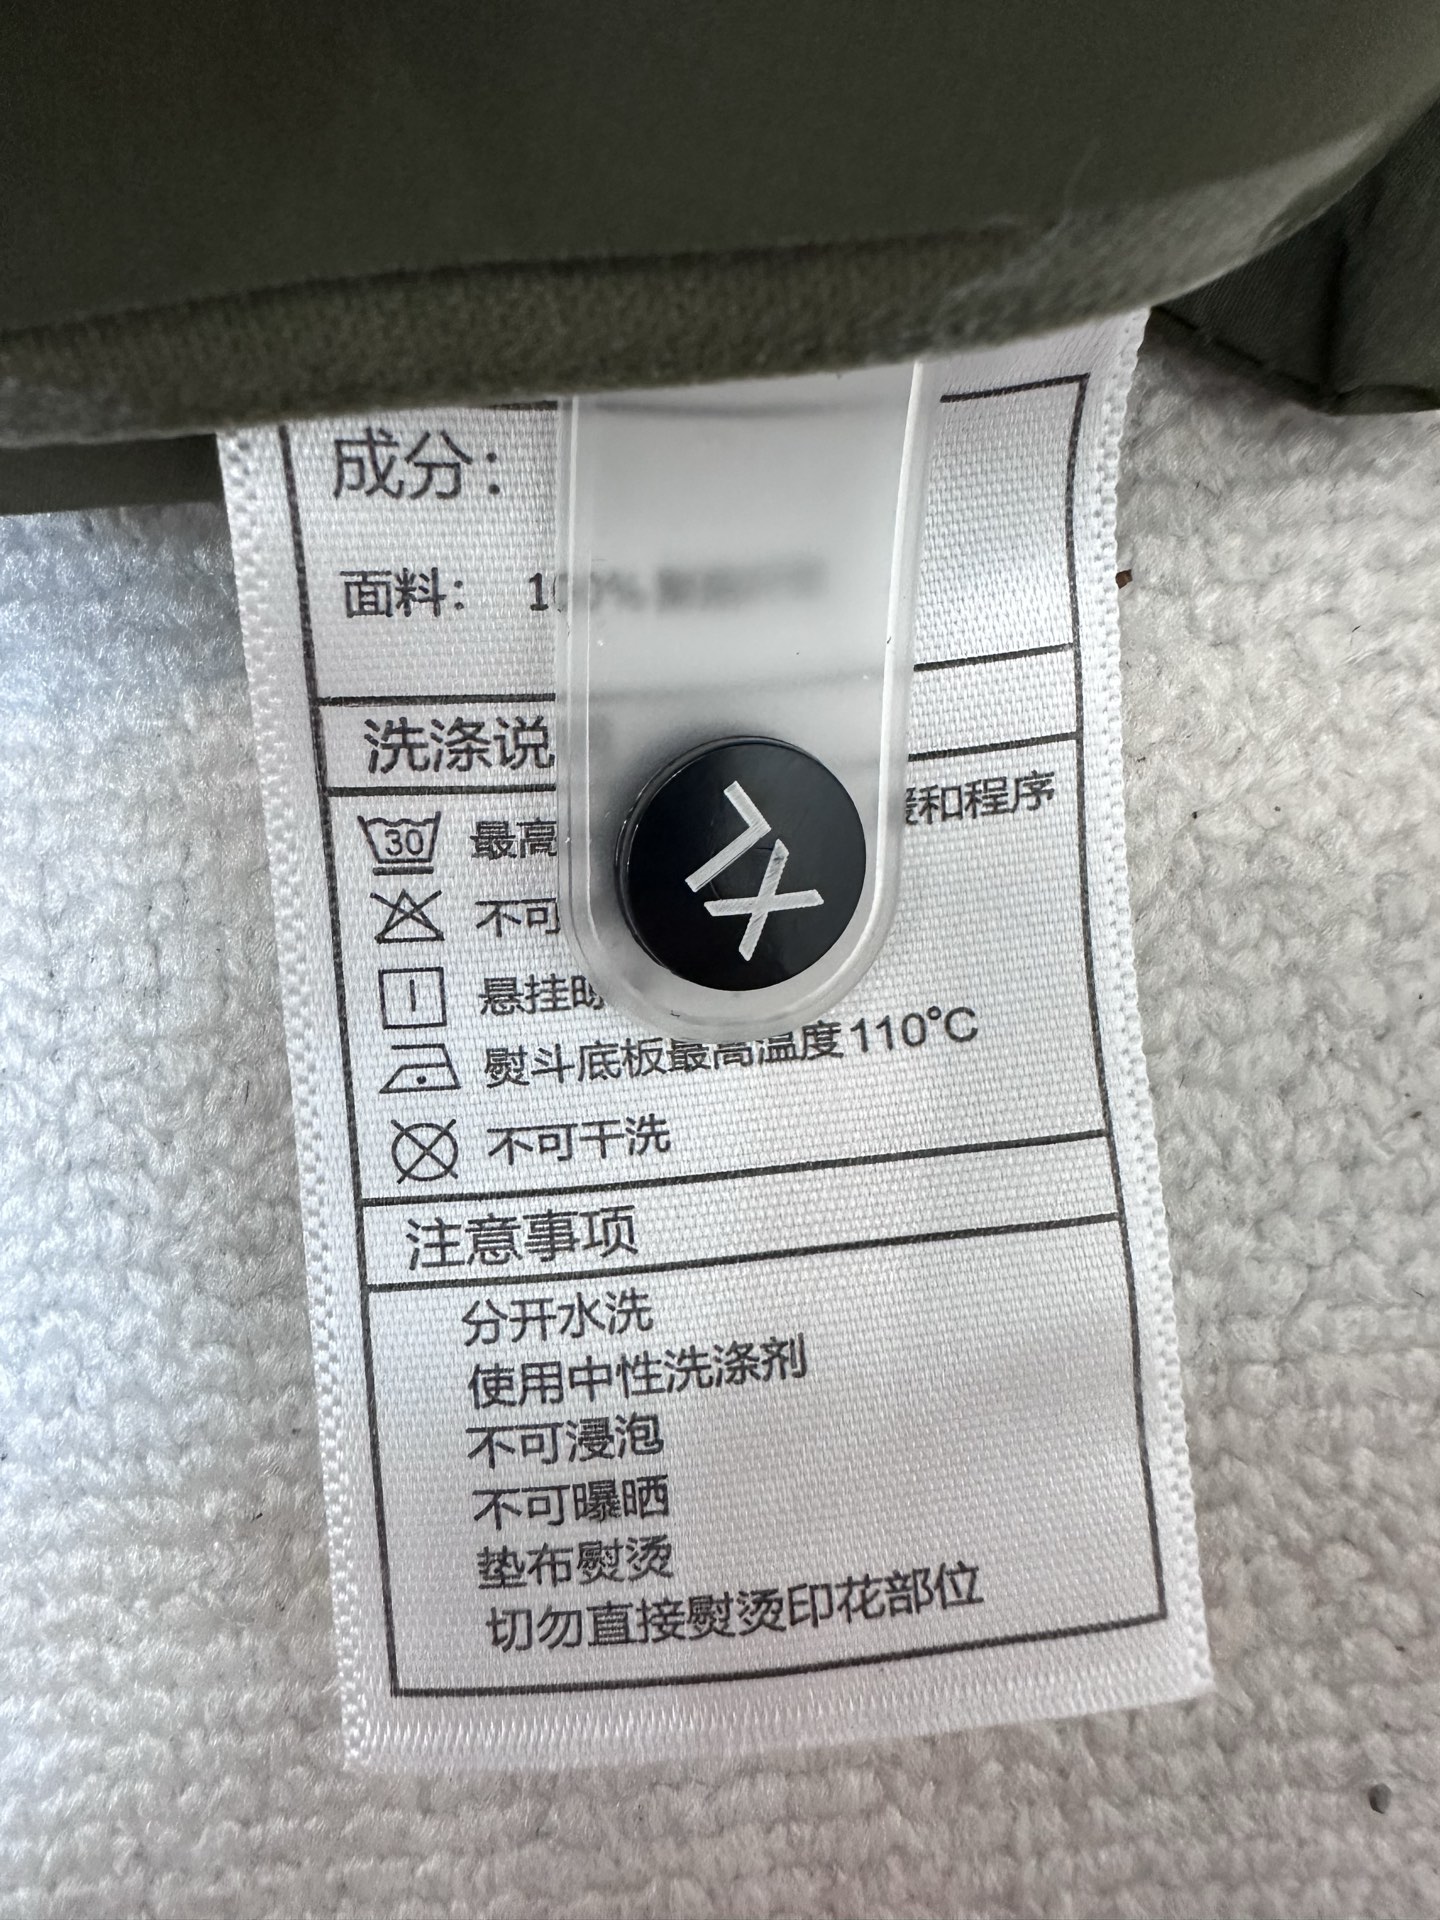 成分：
面料： 10
洗涤说
30 最高 和程序
不可
悬挂晾
熨斗底板最高温度110°C
不可干洗
注意事项
分开水洗
使用中性洗涤剂
不可浸泡
不可曝晒
垫布熨烫
切勿直接熨烫印花部位